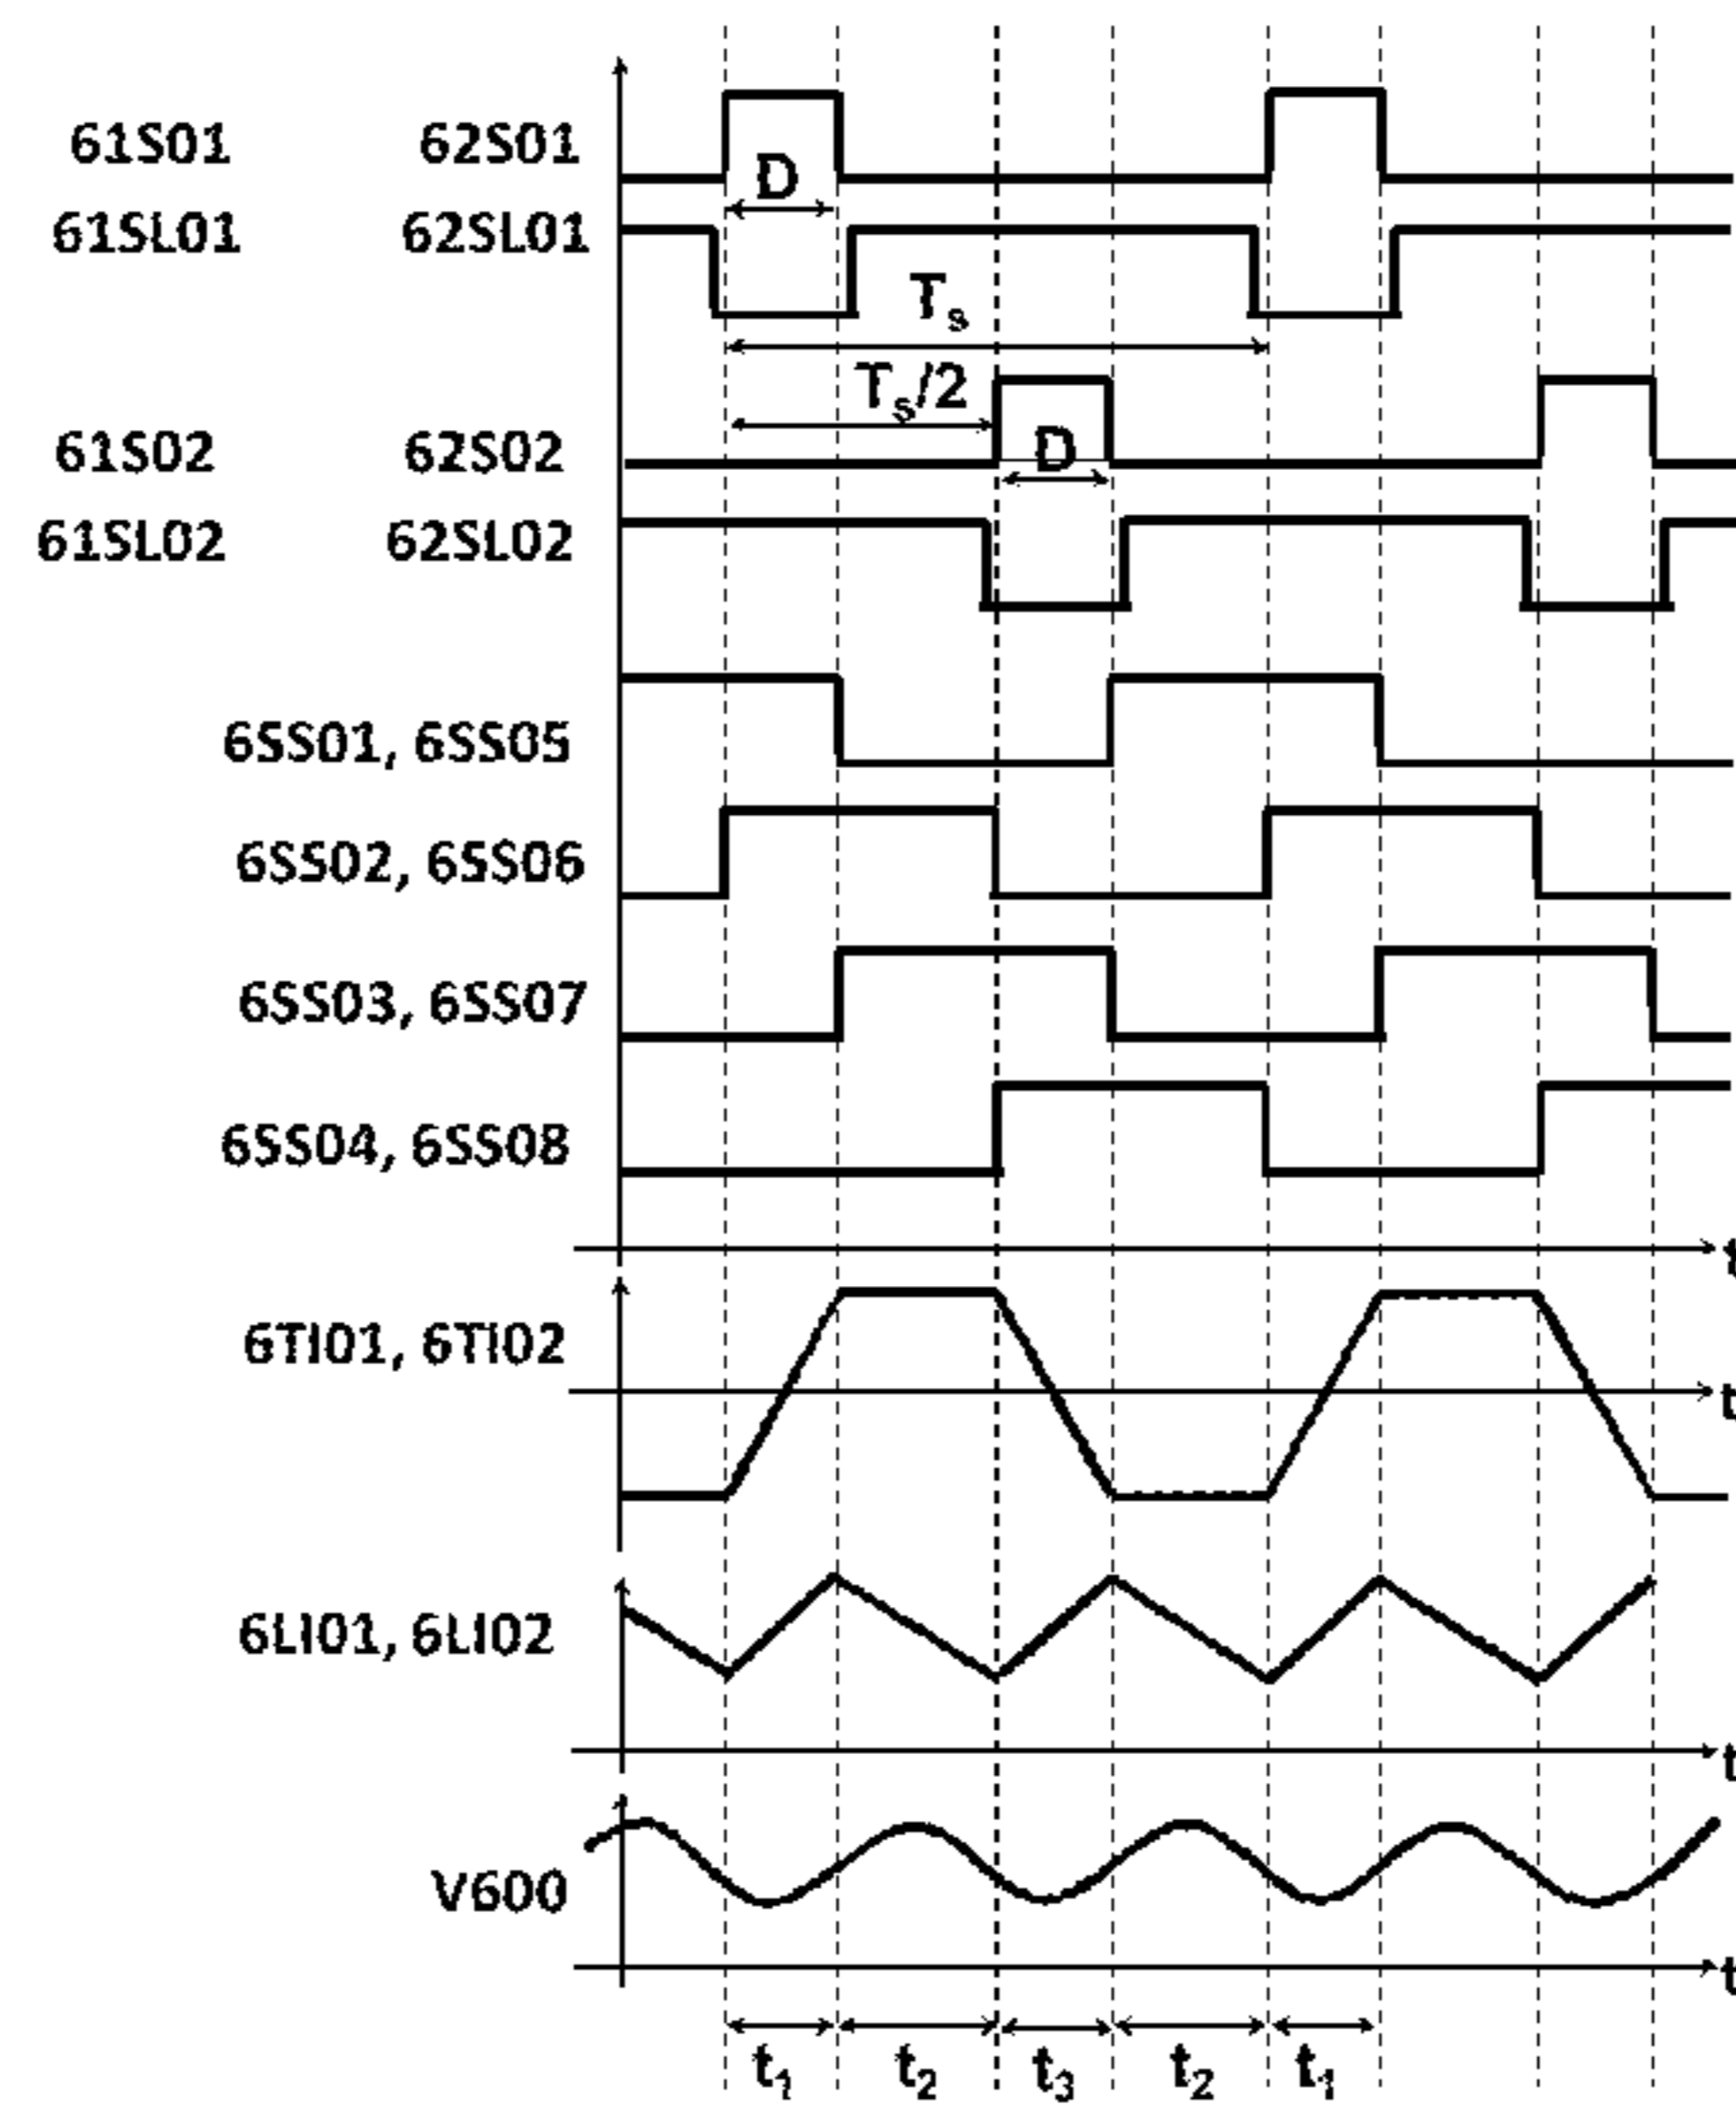 61S01 62S01
D
61SL01 62SL01
Ts
Ts/2
61S02 62S02
D
61SL02 62SL02
6SS01, 6SS05
6SS02, 6SS06
6SS03, 6SS07
6SS04, 6SS08
t
6TI01, 6TI02
t
6LI01, 6LI02
t
V600
t
t1 t2 t3 t2 t1